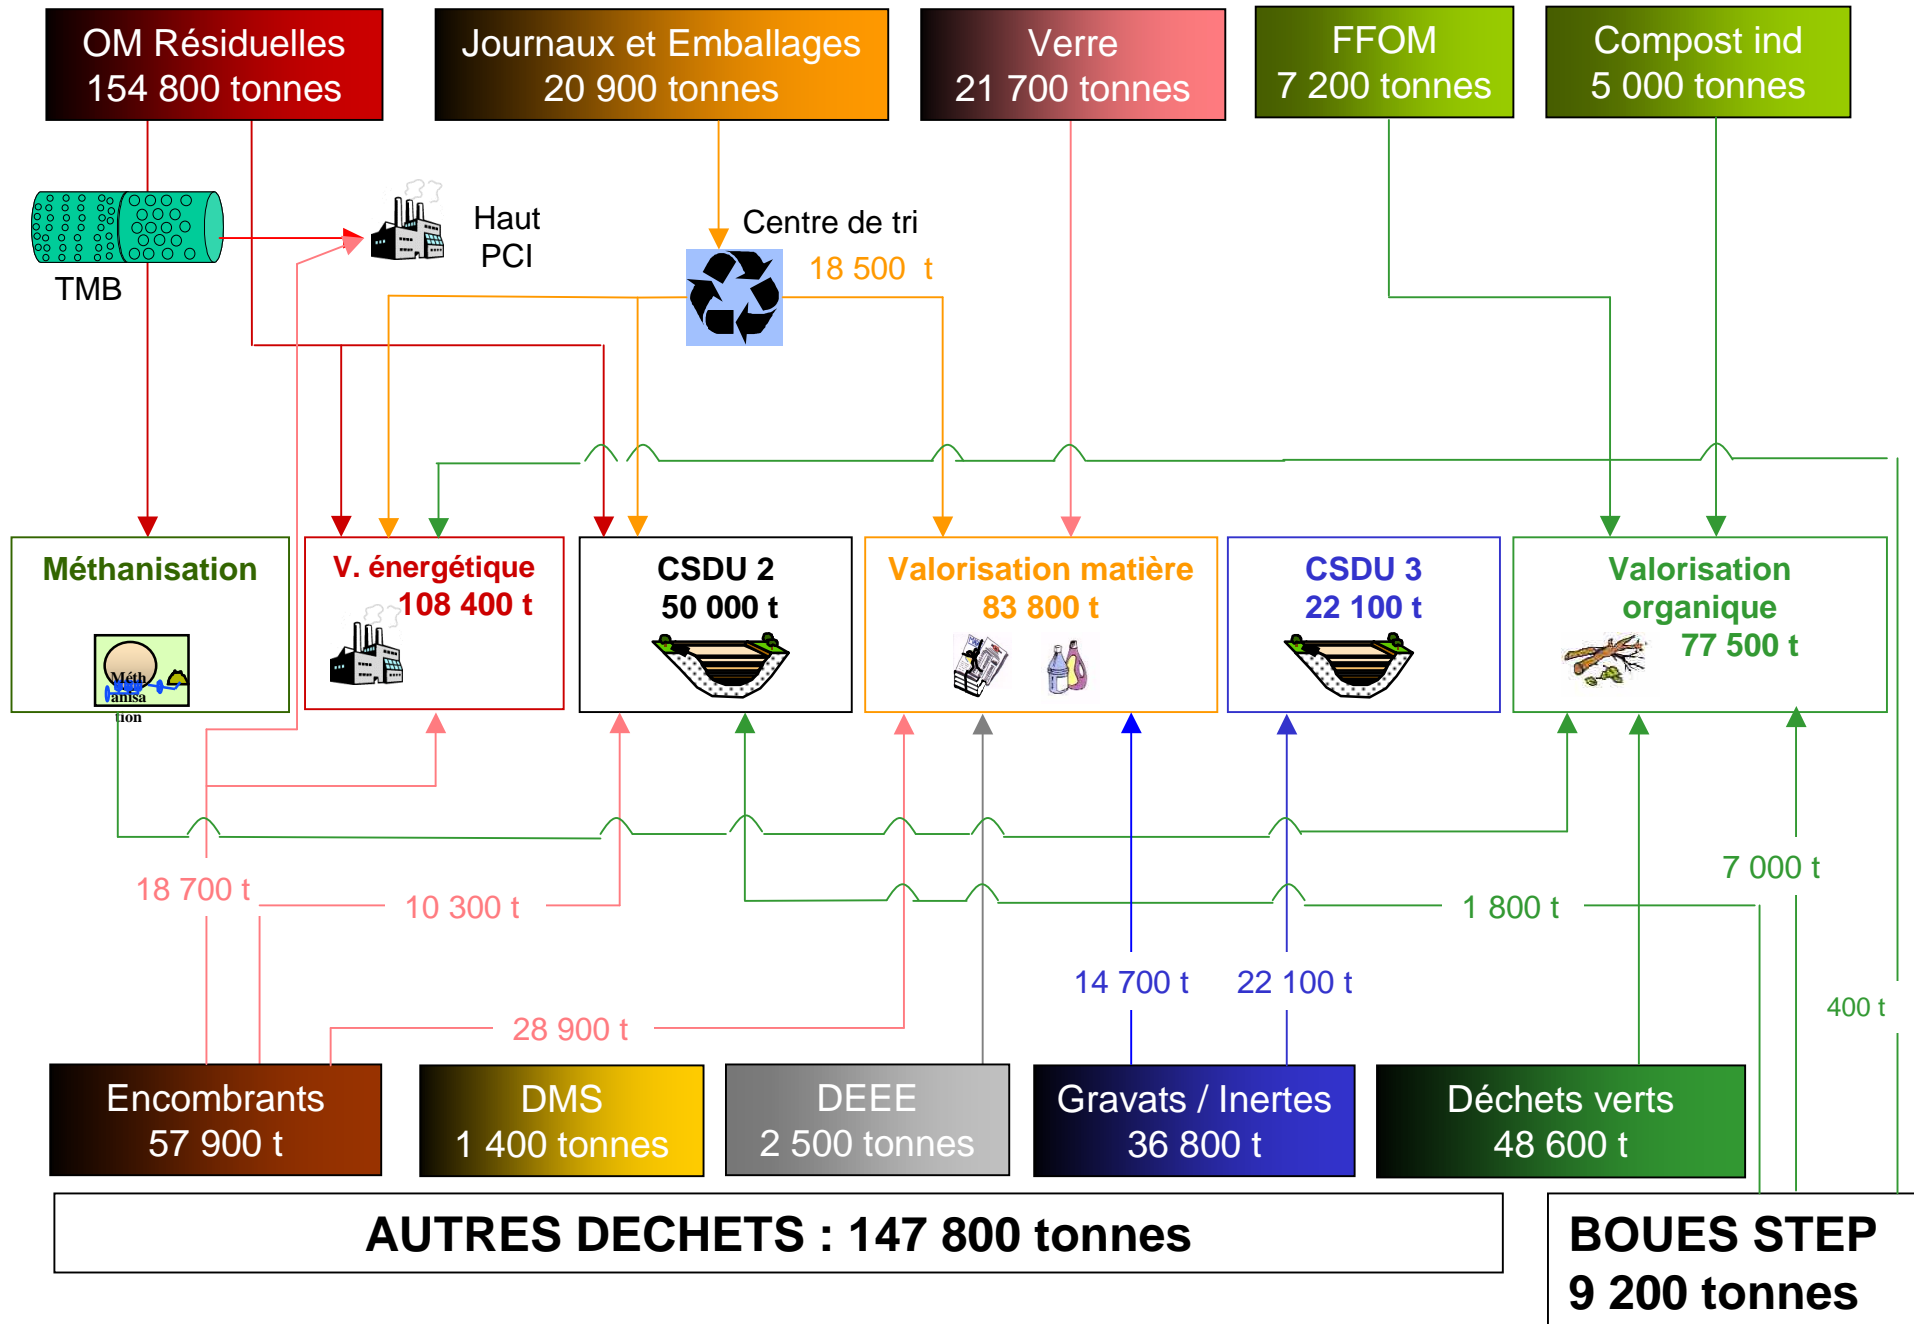 OM Résiduelles
154 800 tonnes
Journaux et Emballages
20 900 tonnes
Verre
21 700 tonnes
FFOM
7 200 tonnes
Compost ind
5 000 tonnes
Haut
PCI
TMB
Centre de tri
18 500 t
Méthanisation
Méth
anisa
tion
V. énergétique
108 400 t
CSDU 2
50 000 t
Valorisation matière
83 800 t
CSDU 3
22 100 t
Valorisation
organique
77 500 t
18 700 t
10 300 t
28 900 t
14 700 t
22 100 t
1 800 t
7 000 t
400 t
Encombrants
57 900 t
DMS
1 400 tonnes
DEEE
2 500 tonnes
Gravats / Inertes
36 800 t
Déchets verts
48 600 t
AUTRES DECHETS : 147 800 tonnes
BOUES STEP
9 200 tonnes